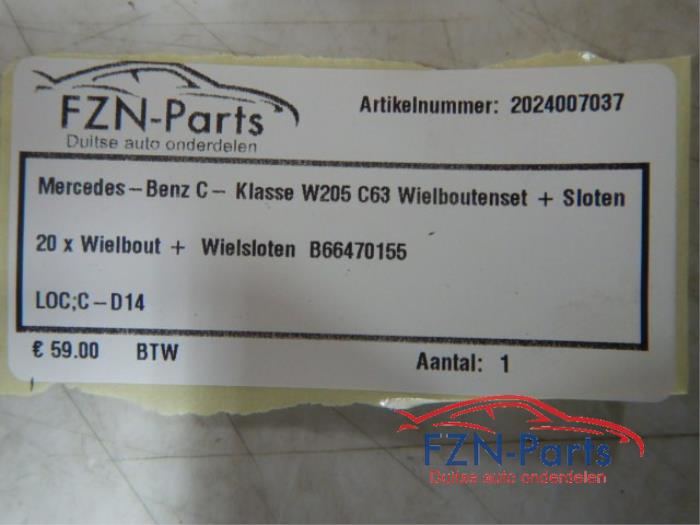 FZN-Parts
Duitse auto onderdelen
Artikelnummer: 2024007037
Mercedes-Benz C- Klasse W205 C63 Wielboutenset + Sloten
20 x Wielbout + Wielsloten B66470155
LOC;C-D14
€ 59.00 BTW
Aantal: 1
FZN-Parts
Duitse auto onderdelen